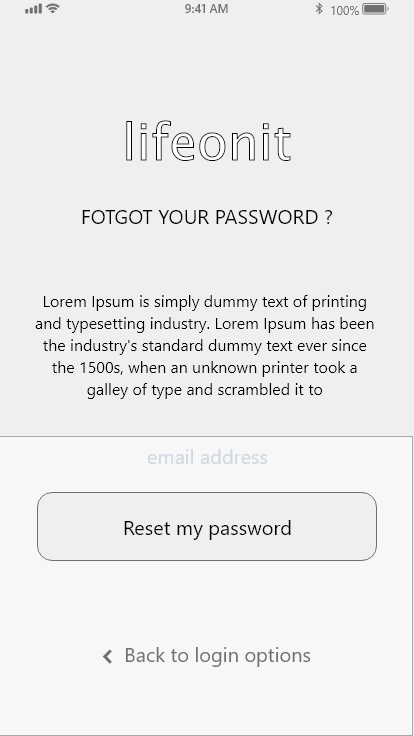 9:41 AM 100%
lifeonit
FOTGOT YOUR PASSWORD ?
Lorem Ipsum is simply dummy text of printing
and typesetting industry. Lorem Ipsum has been
the industry's standard dummy text ever since
the 1500s, when an unknown printer took a
galley of type and scrambled it to
email address
Reset my password
Back to login options